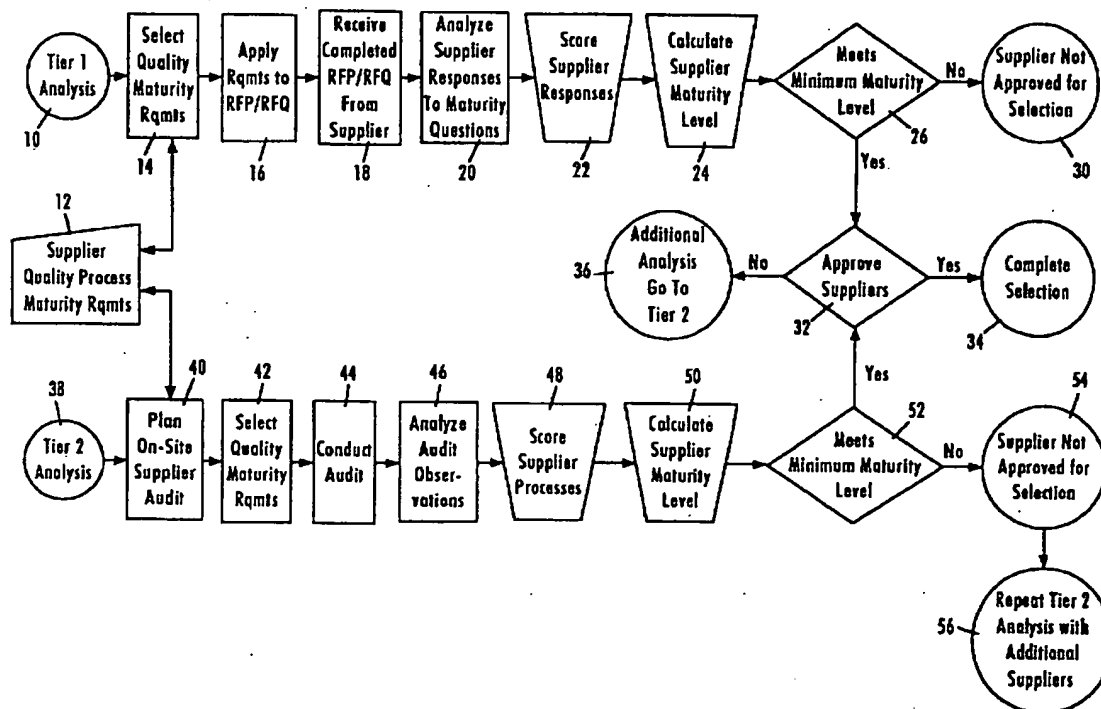 Tier 1
Analysis
10
Select
Quality
Maturity
Rqmts
14
Apply
Rqmts to
RFP/RFQ
16
Receive
Completed
RFP/RFQ
From
Supplier
18
Analyze
Supplier
Responses
To Maturity
Questions
20
Score
Supplier
Responses
22
Calculate
Supplier
Maturity
Level
24
Meets
Minimum Maturity
Level
26
No
Yes
Supplier Not
Approved for
Selection
30
12
Supplier
Quality Process
Maturity Rqmts
Additional
Analysis
Go To
Tier 2
36
No
Approve
Suppliers
32
Yes
Complete
Selection
34
Yes
38
Tier 2
Analysis
40
Plan
On-Site
Supplier
Audit
42
Select
Quality
Maturity
Rqmts
44
Conduct
Audit
46
Analyze
Audit
Obser-
vations
48
Score
Supplier
Processes
50
Calculate
Supplier
Maturity
Level
52
Meets
Minimum Maturity
Level
No
54
Supplier Not
Approved for
Selection
56
Repeat Tier 2
Analysis with
Additional
Suppliers